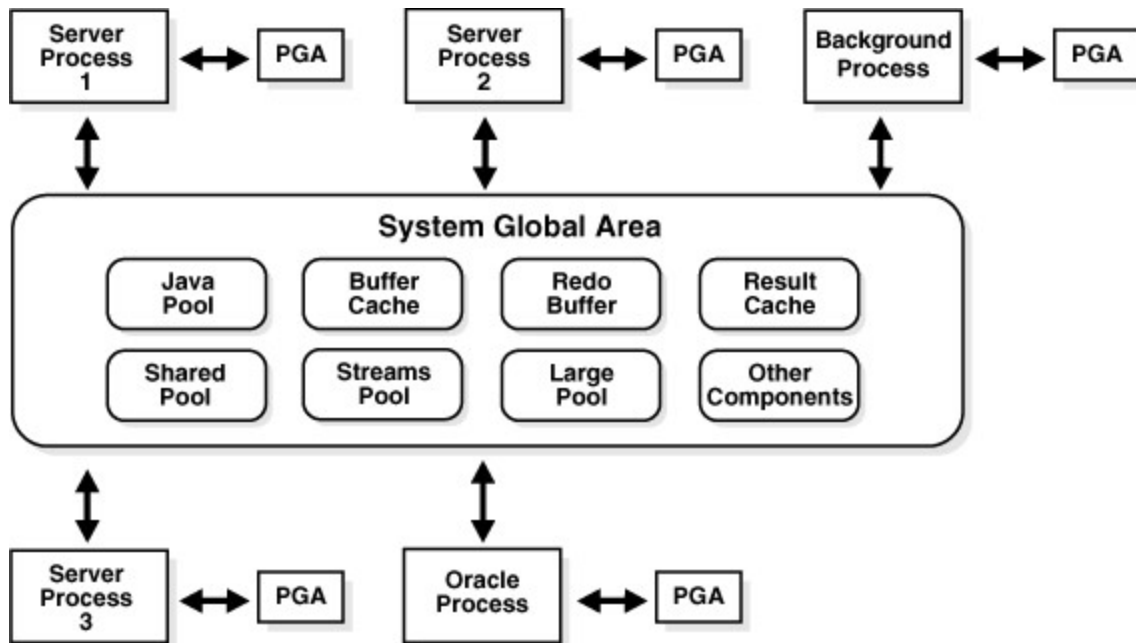 Server
Process
1
PGA
Server
Process
2
PGA
Background
Process
PGA
System Global Area
Java
Pool
Buffer
Cache
Redo
Buffer
Result
Cache
Shared
Pool
Streams
Pool
Large
Pool
Other
Components
Server
Process
3
PGA
Oracle
Process
PGA